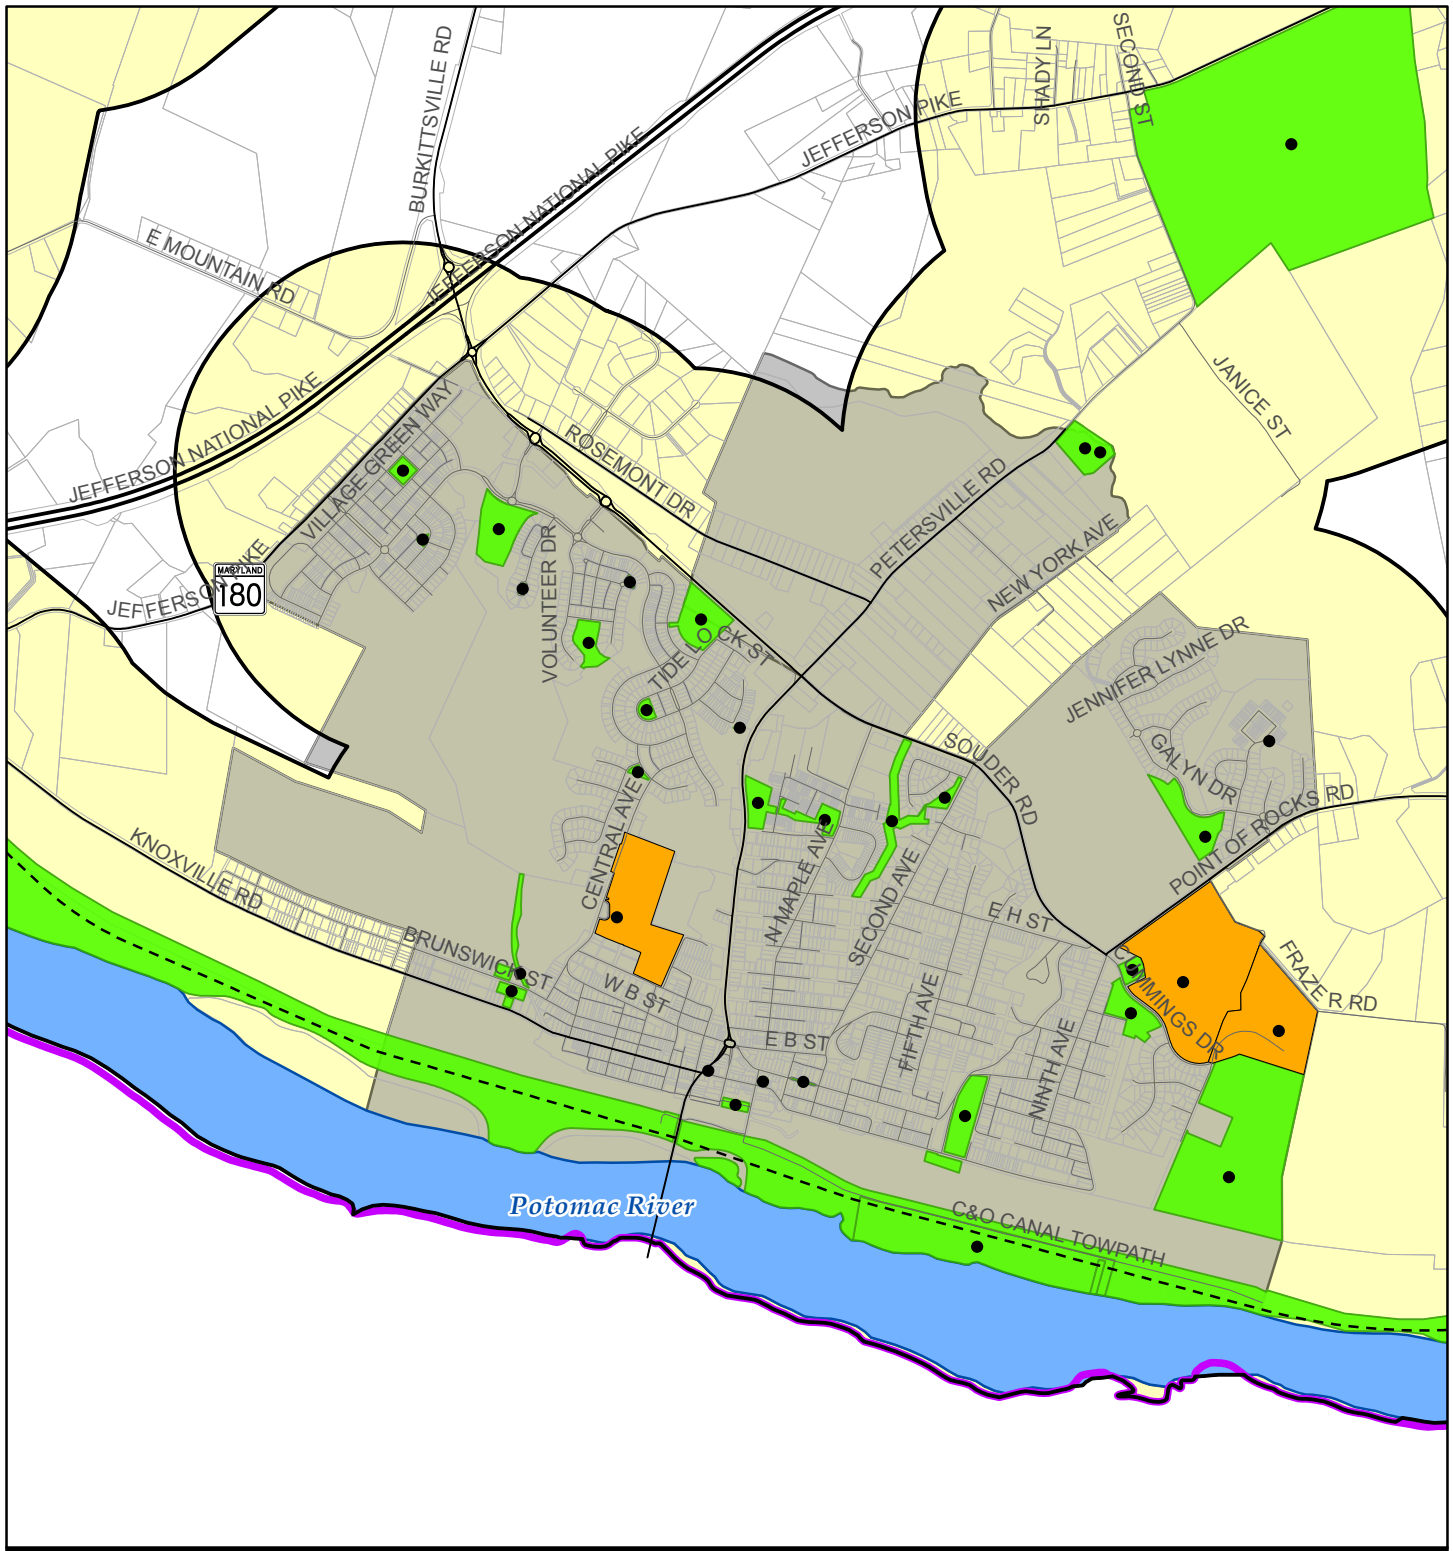 BURKITTSVILLE RD
SHADY LN
SECOND ST
JEFFERSON PIKE
JEFFERSON NATIONAL PIKE
E MOUNTAIN RD
JANICE ST
JEFFERSON NATIONAL PIKE
VILLAGE GREEN WAY
ROSEMONT DR
PETERSVILLE RD
NEW YORK AVE
JEFFERSON PIKE
MARYLAND
180
VOLUNTEER DR
TIDE LOCK ST
JENNIFER LYNNE DR
GALYN DR
SOUDER RD
POINT OF ROCKS RD
KNOXVILLE RD
CENTRAL AVE
N MAPLE AVE
SECOND AVE
E H ST
BRUNSWICK ST
W B ST
CUMMINGS DR
FRAZER RD
E B ST
FIFTH AVE
NINTH AVE
Potomac River
C&O CANAL TOWPATH